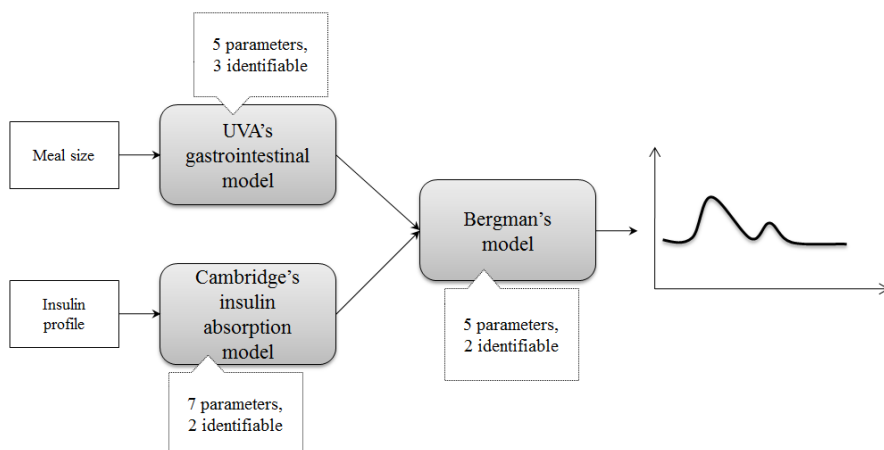 5 parameters,
3 identifiable
UVA's
gastrointestinal
model
Meal size
Bergman's
model
Cambridge's
insulin
absorption
model
Insulin
profile
5 parameters,
2 identifiable
7 parameters,
2 identifiable